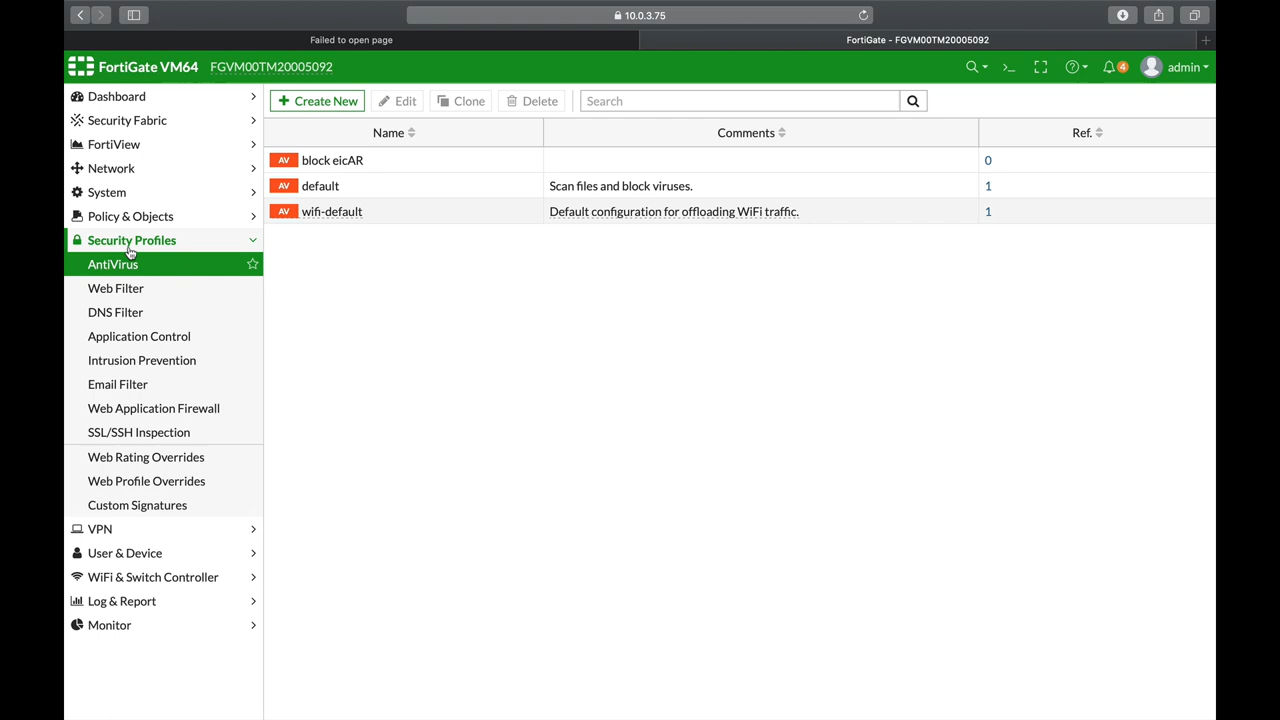 10.0.3.75
Failed to open page
FortiGate - FGVM00TM20005092
FortiGate VM64 FGVM00TM20005092
4 admin
Dashboard
Security Fabric
FortiView
Network
System
Policy & Objects
Security Profiles
AntiVirus
Web Filter
DNS Filter
Application Control
Intrusion Prevention
Email Filter
Web Application Firewall
SSL/SSH Inspection
Web Rating Overrides
Web Profile Overrides
Custom Signatures
VPN
User & Device
WiFi & Switch Controller
Log & Report
Monitor
Create New Edit Clone Delete Search
Name Comments Ref.
AV block eicAR 0
AV default Scan files and block viruses. 1
AV wifi-default Default configuration for offloading WiFi traffic. 1